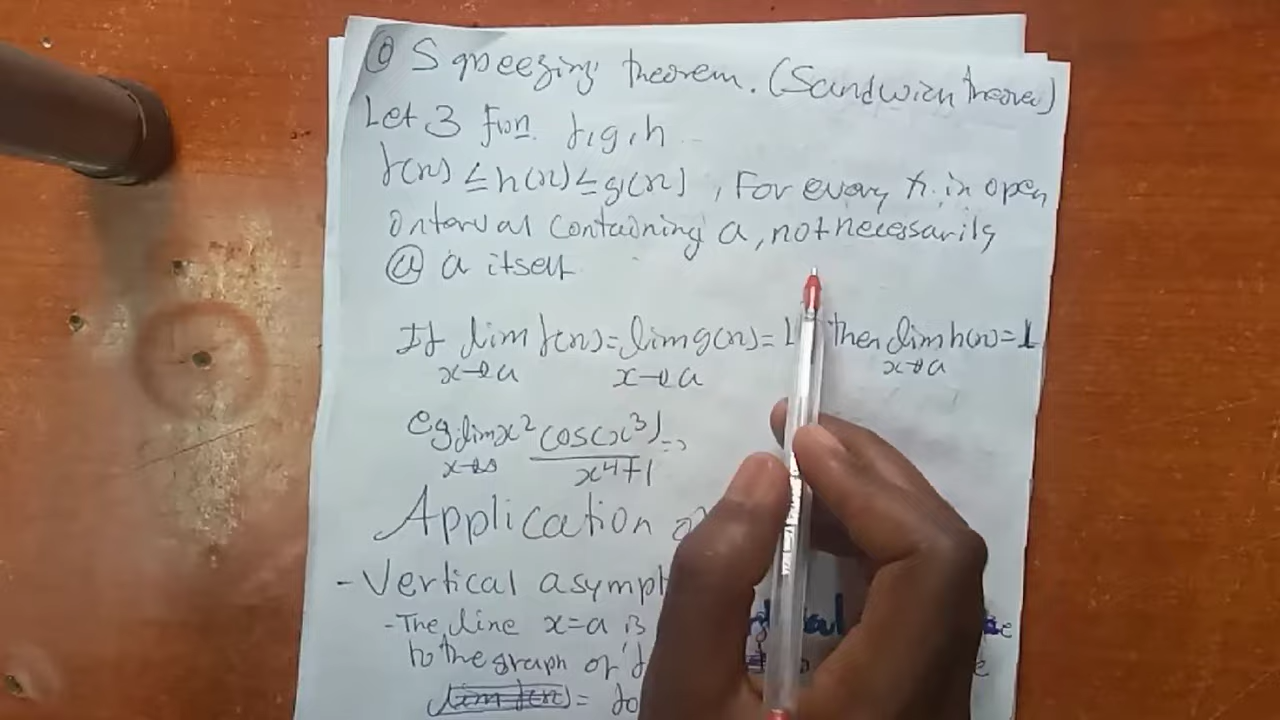 ① Squeezing theorem. (Sandwich theorem)
Let 3 fun f,g,h
f(x) ≤ h(x) ≤ g(x), For every x in open
interval containing a, not necessarily
@ a itself
If lim f(x) = lim g(x) = L then lim h(x) = L
x→a x→a x→a
eg lim x² cos(x³)
x→∞ x⁴+1
Application
- Vertical asympt
- The line x=a is
to the graph of f
lim f(x) =